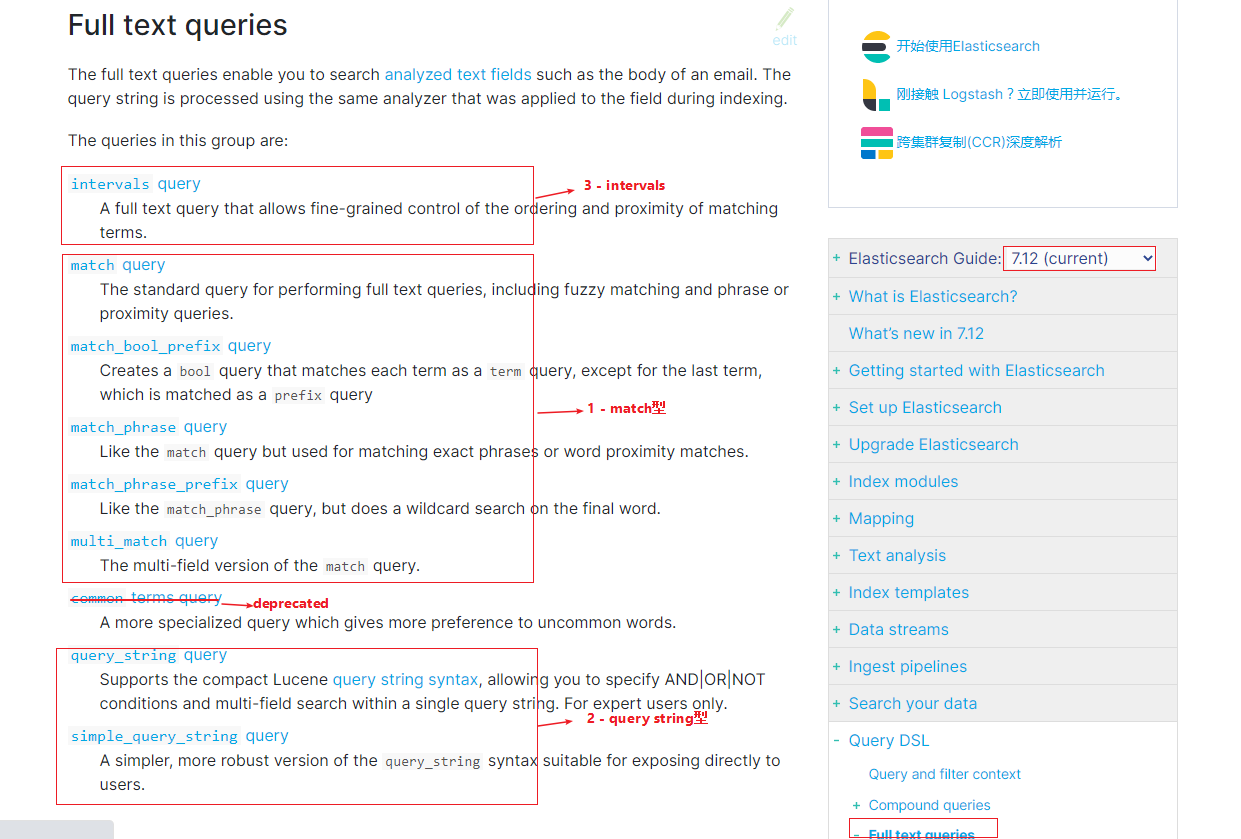 Full text queries
edit
The full text queries enable you to search analyzed text fields such as the body of an email. The
query string is processed using the same analyzer that was applied to the field during indexing.
The queries in this group are:
intervals query
3 - intervals
A full text query that allows fine-grained control of the ordering and proximity of matching
terms.
match query
The standard query for performing full text queries, including fuzzy matching and phrase or
proximity queries.
match_bool_prefix query
Creates a bool query that matches each term as a term query, except for the last term,
which is matched as a prefix query
1 - match型
match_phrase query
Like the match query but used for matching exact phrases or word proximity matches.
match_phrase_prefix query
Like the match_phrase query, but does a wildcard search on the final word.
multi_match query
The multi-field version of the match query.
common terms query
deprecated
A more specialized query which gives more preference to uncommon words.
query_string query
Supports the compact Lucene query string syntax, allowing you to specify AND|OR|NOT
conditions and multi-field search within a single query string. For expert users only.
2 - query string型
simple_query_string query
A simpler, more robust version of the query_string syntax suitable for exposing directly to
users.
开始使用Elasticsearch
刚接触 Logstash？立即使用并运行。
跨集群复制(CCR)深度解析
+ Elasticsearch Guide: 7.12 (current)
+ What is Elasticsearch?
What's new in 7.12
+ Getting started with Elasticsearch
+ Set up Elasticsearch
+ Upgrade Elasticsearch
+ Index modules
+ Mapping
+ Text analysis
+ Index templates
+ Data streams
+ Ingest pipelines
+ Search your data
- Query DSL
Query and filter context
+ Compound queries
- Full text queries